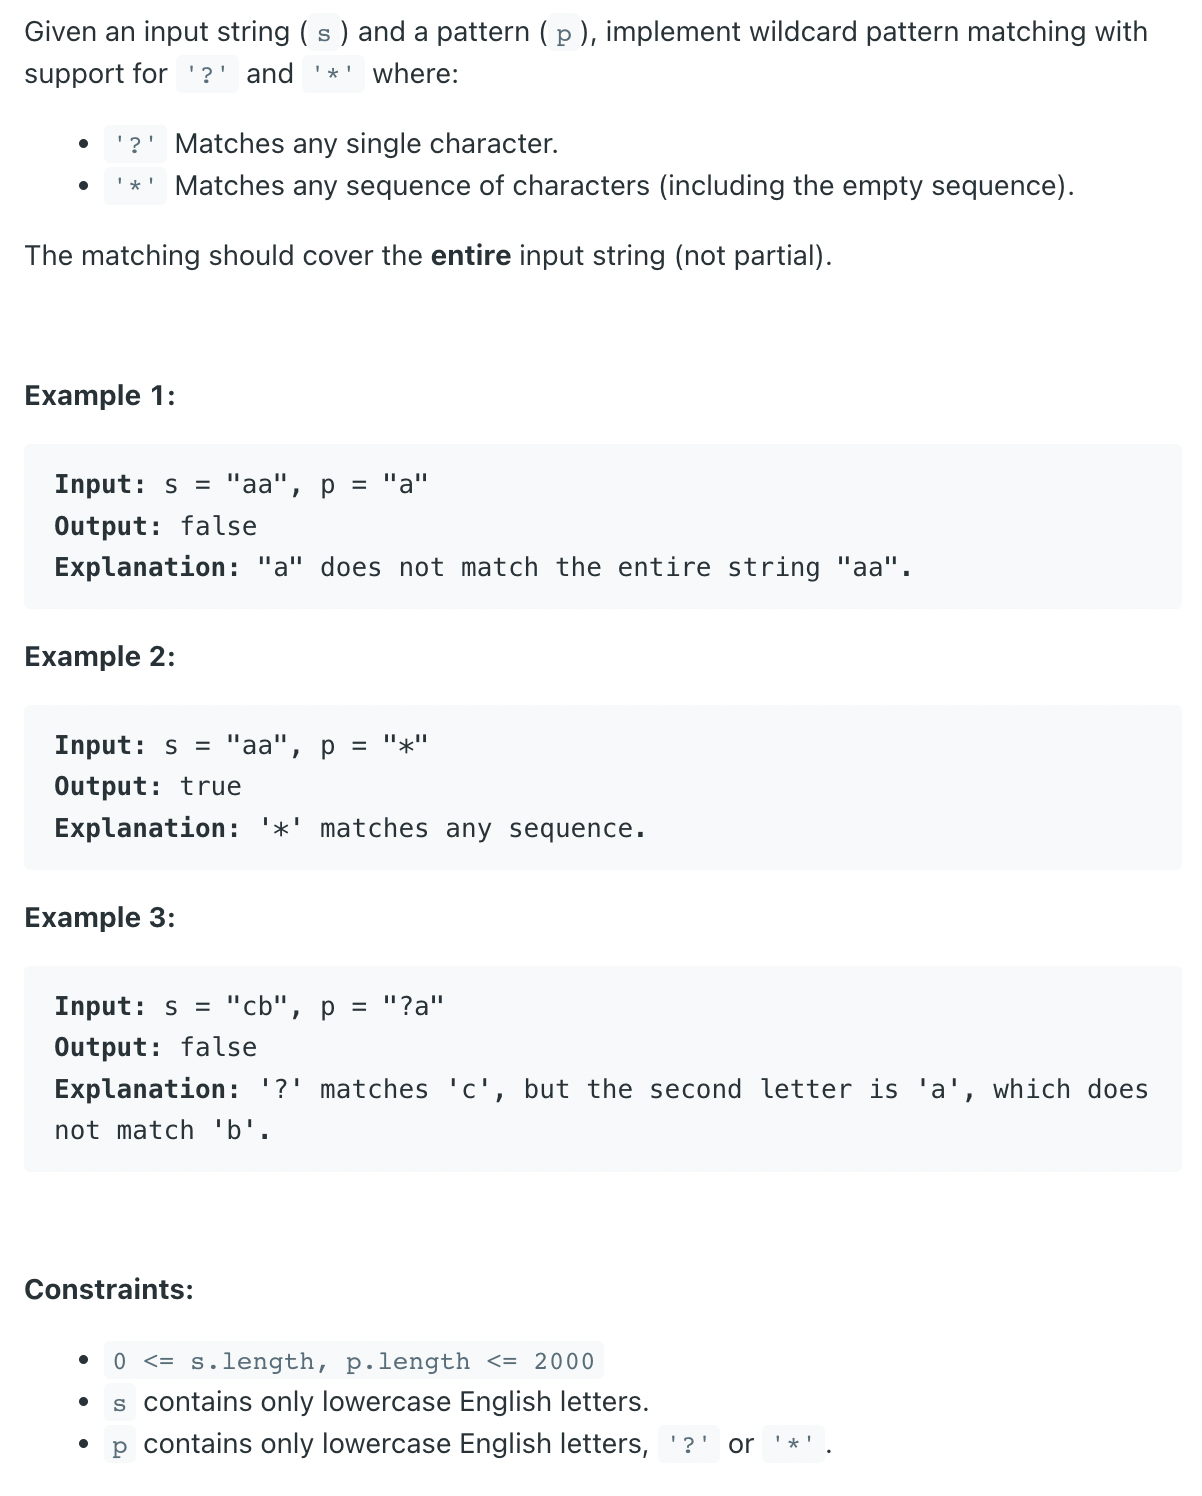 Given an input string ( s ) and a pattern ( p ), implement wildcard pattern matching with
support for '?' and '*' where:
• '?' Matches any single character.
• '*' Matches any sequence of characters (including the empty sequence).
The matching should cover the entire input string (not partial).
Example 1:
Input: s = "aa", p = "a"
Output: false
Explanation: "a" does not match the entire string "aa".
Example 2:
Input: s = "aa", p = "*"
Output: true
Explanation: '*' matches any sequence.
Example 3:
Input: s = "cb", p = "?a"
Output: false
Explanation: '?' matches 'c', but the second letter is 'a', which does
not match 'b'.
Constraints:
• 0 <= s.length, p.length <= 2000
• s contains only lowercase English letters.
• p contains only lowercase English letters, '?' or '*'.